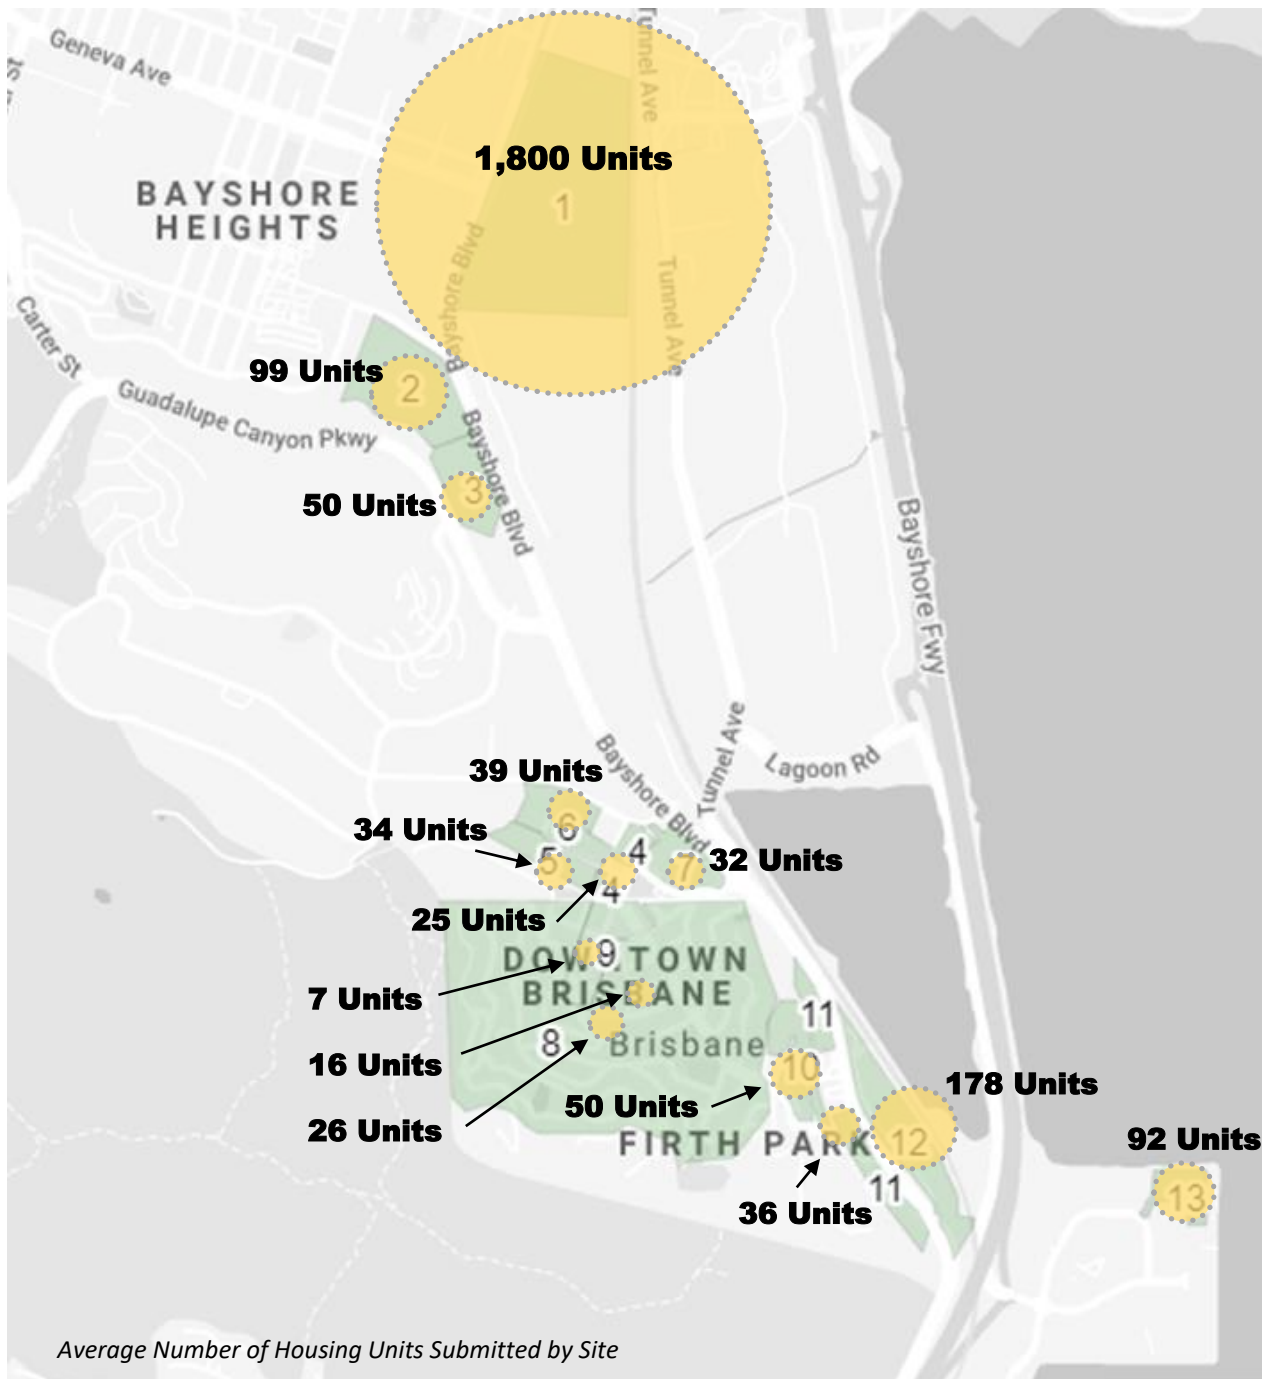 Geneva Ave
Tunnel Ave
1,800 Units
1
BAYSHORE
HEIGHTS
Bayshore Blvd
Tunnel Ave
Carter St
99 Units
2
Guadalupe Canyon Pkwy
Bayshore Blvd
50 Units
3
Bayshore Fwy
Tunnel Ave
Bayshore Blvd
Lagoon Rd
39 Units
6
34 Units
5
4
7
32 Units
4
25 Units
9
DOWNTOWN
BRISBANE
7 Units
11
16 Units
8
Brisbane
10
50 Units
178 Units
26 Units
FIRTH PARK
12
92 Units
11
13
36 Units
Average Number of Housing Units Submitted by Site